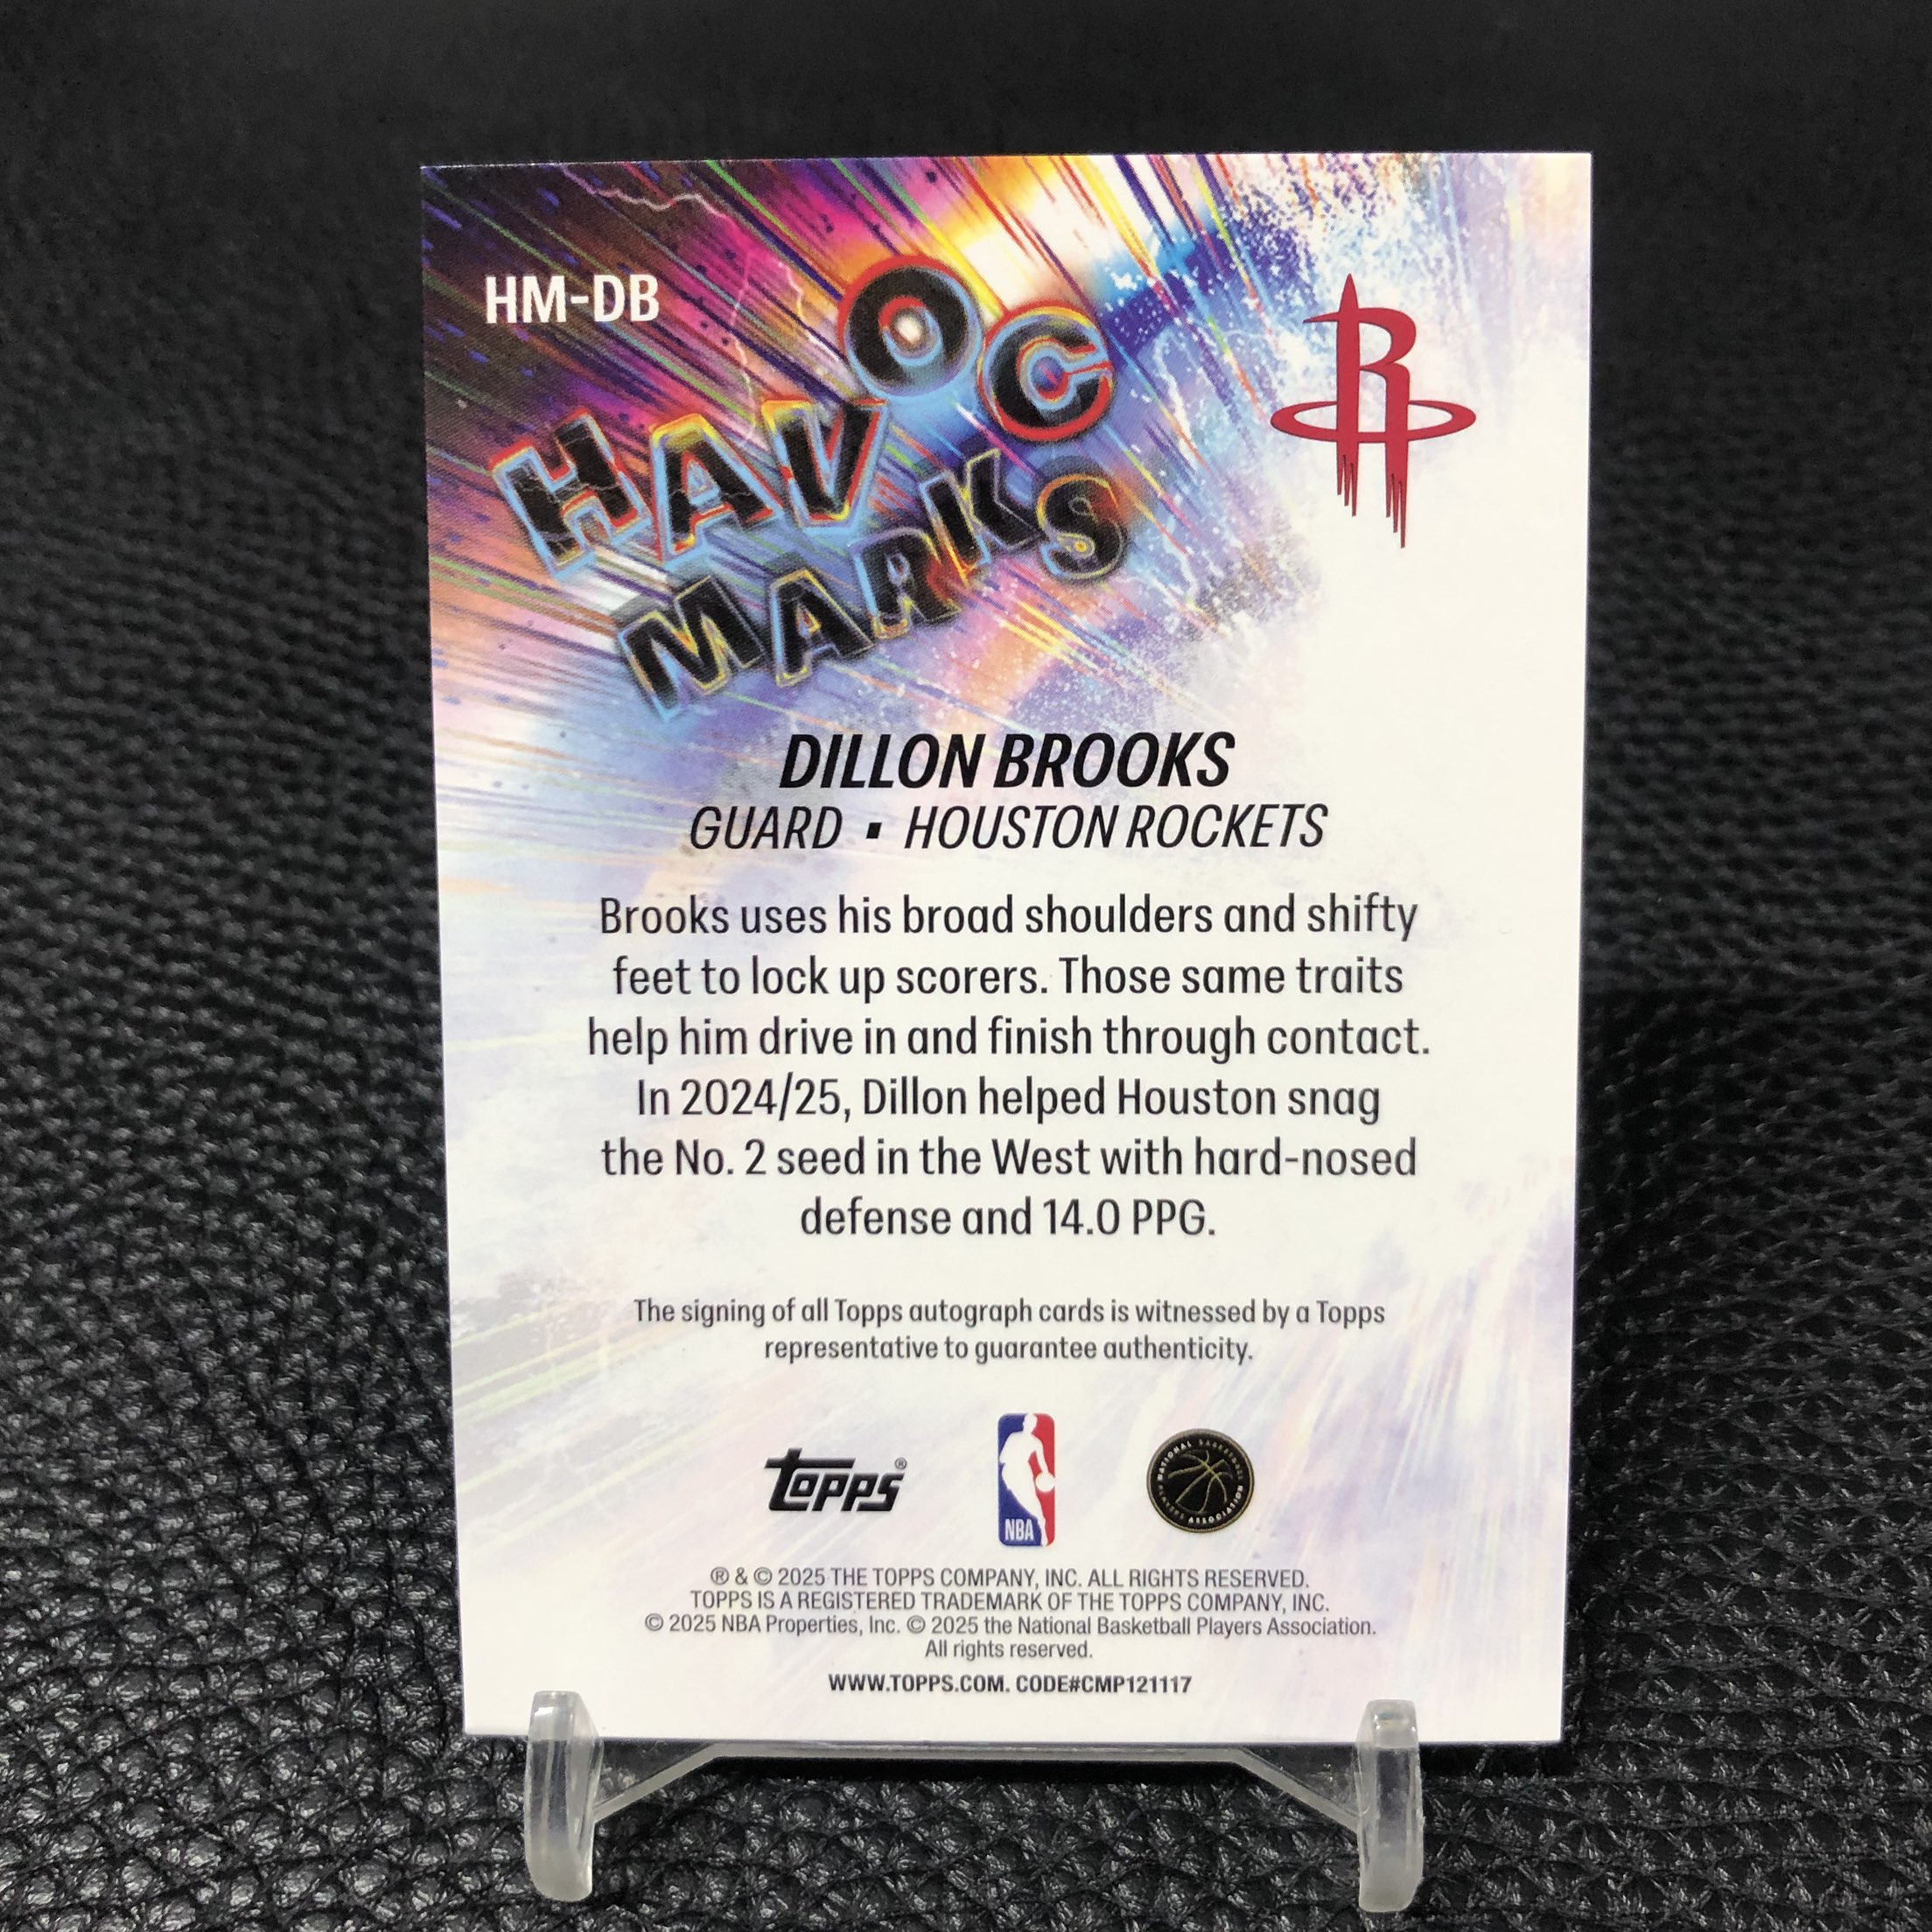 HM-DB
HAVOC
MARKS
DILLON BROOKS
GUARD ▪ HOUSTON ROCKETS
Brooks uses his broad shoulders and shifty
feet to lock up scorers. Those same traits
help him drive in and finish through contact.
In 2024/25, Dillon helped Houston snag
the No. 2 seed in the West with hard-nosed
defense and 14.0 PPG.
The signing of all Topps autograph cards is witnessed by a Topps
representative to guarantee authenticity.
topps®
NBA
NATIONAL BASKETBALL
PLAYERS ASSOCIATION
® & © 2025 THE TOPPS COMPANY, INC. ALL RIGHTS RESERVED.
TOPPS IS A REGISTERED TRADEMARK OF THE TOPPS COMPANY, INC.
© 2025 NBA Properties, Inc. © 2025 the National Basketball Players Association.
All rights reserved.
WWW.TOPPS.COM. CODE#CMP121117